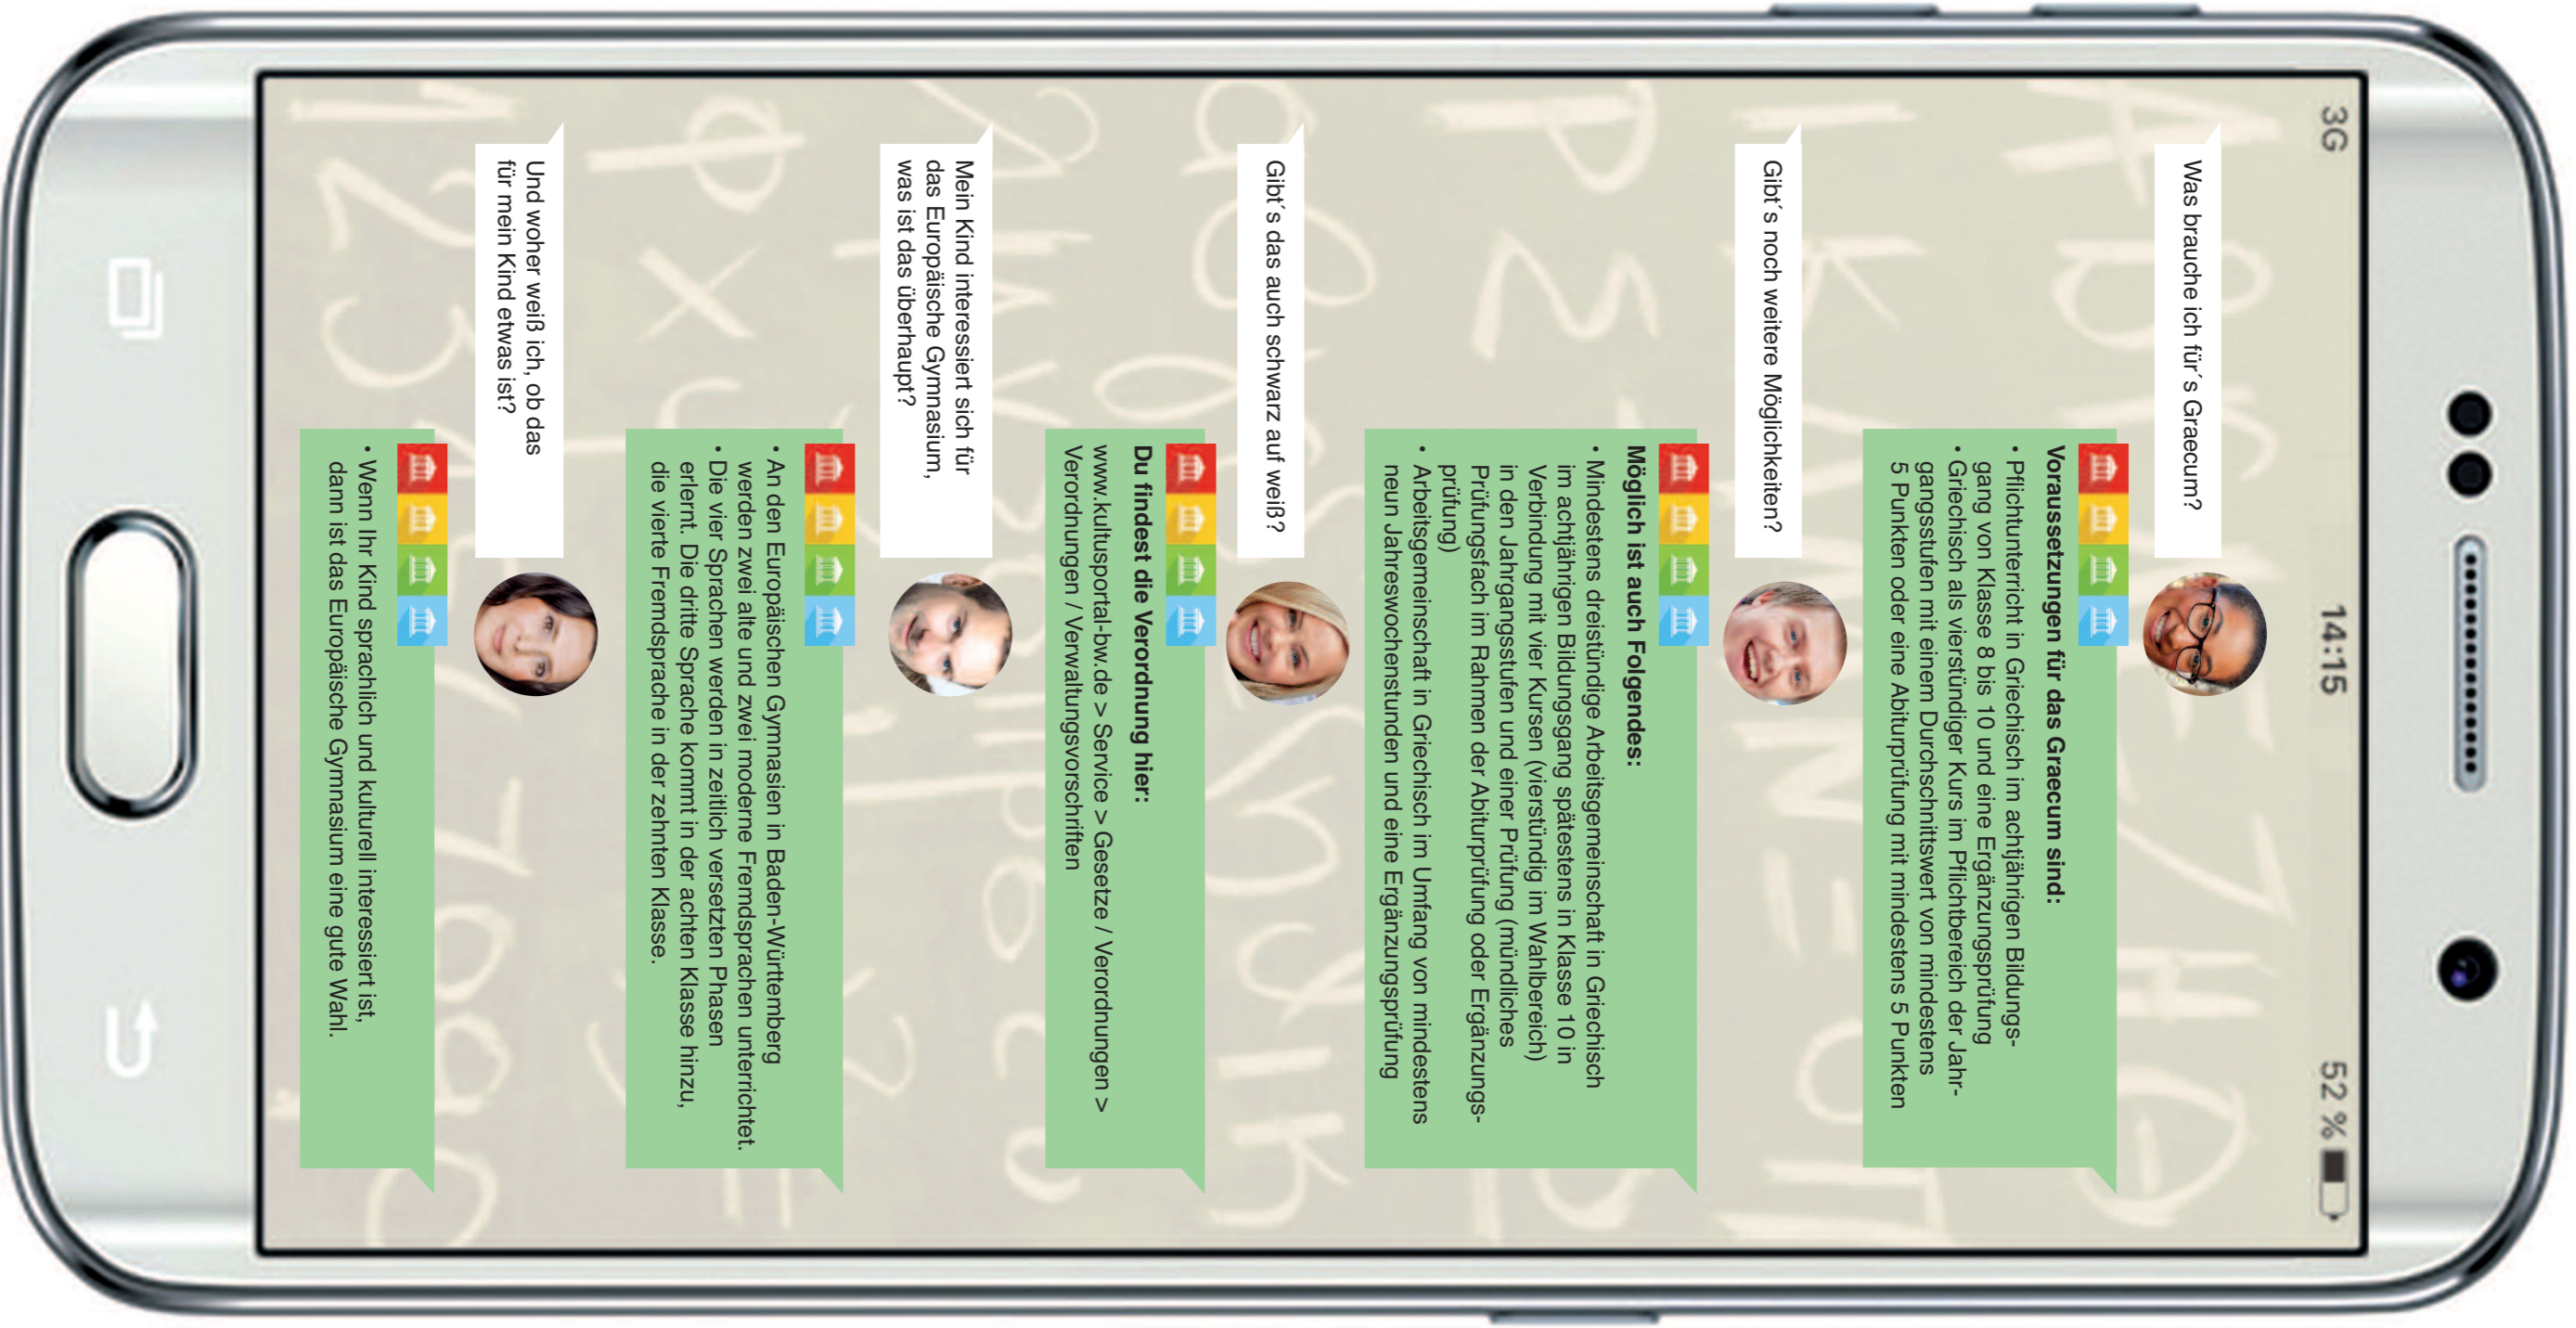 3G 14:15 52 %
Was brauche ich für´s Graecum?
Voraussetzungen für das Graecum sind:
• Pflichtunterricht in Griechisch im achtjährigen Bildungs-
gang von Klasse 8 bis 10 und eine Ergänzungsprüfung
• Griechisch als vierstündiger Kurs im Pflichtbereich der Jahr-
gangsstufen mit einem Durchschnittswert von mindestens
5 Punkten oder eine Abiturprüfung mit mindestens 5 Punkten
Gibt´s noch weitere Möglichkeiten?
Möglich ist auch Folgendes:
• Mindestens dreistündige Arbeitsgemeinschaft in Griechisch
im achtjährigen Bildungsgang spätestens in Klasse 10 in
Verbindung mit vier Kursen (vierstündig im Wahlbereich)
in den Jahrgangsstufen und einer Prüfung (mündliches
Prüfungsfach im Rahmen der Abiturprüfung oder Ergänzungs-
prüfung)
• Arbeitsgemeinschaft in Griechisch im Umfang von mindestens
neun Jahreswochenstunden und eine Ergänzungsprüfung
Gibt´s das auch schwarz auf weiß?
Du findest die Verordnung hier:
www.kultusportal-bw.de > Service > Gesetze / Verordnungen >
Verordnungen / Verwaltungsvorschriften
Mein Kind interessiert sich für
das Europäische Gymnasium,
was ist das überhaupt?
• An den Europäischen Gymnasien in Baden-Württemberg
werden zwei alte und zwei moderne Fremdsprachen unterrichtet.
• Die vier Sprachen werden in zeitlich versetzten Phasen
erlernt. Die dritte Sprache kommt in der achten Klasse hinzu,
die vierte Fremdsprache in der zehnten Klasse.
Und woher weiß ich, ob das
für mein Kind etwas ist?
• Wenn Ihr Kind sprachlich und kulturell interessiert ist,
dann ist das Europäische Gymnasium eine gute Wahl.